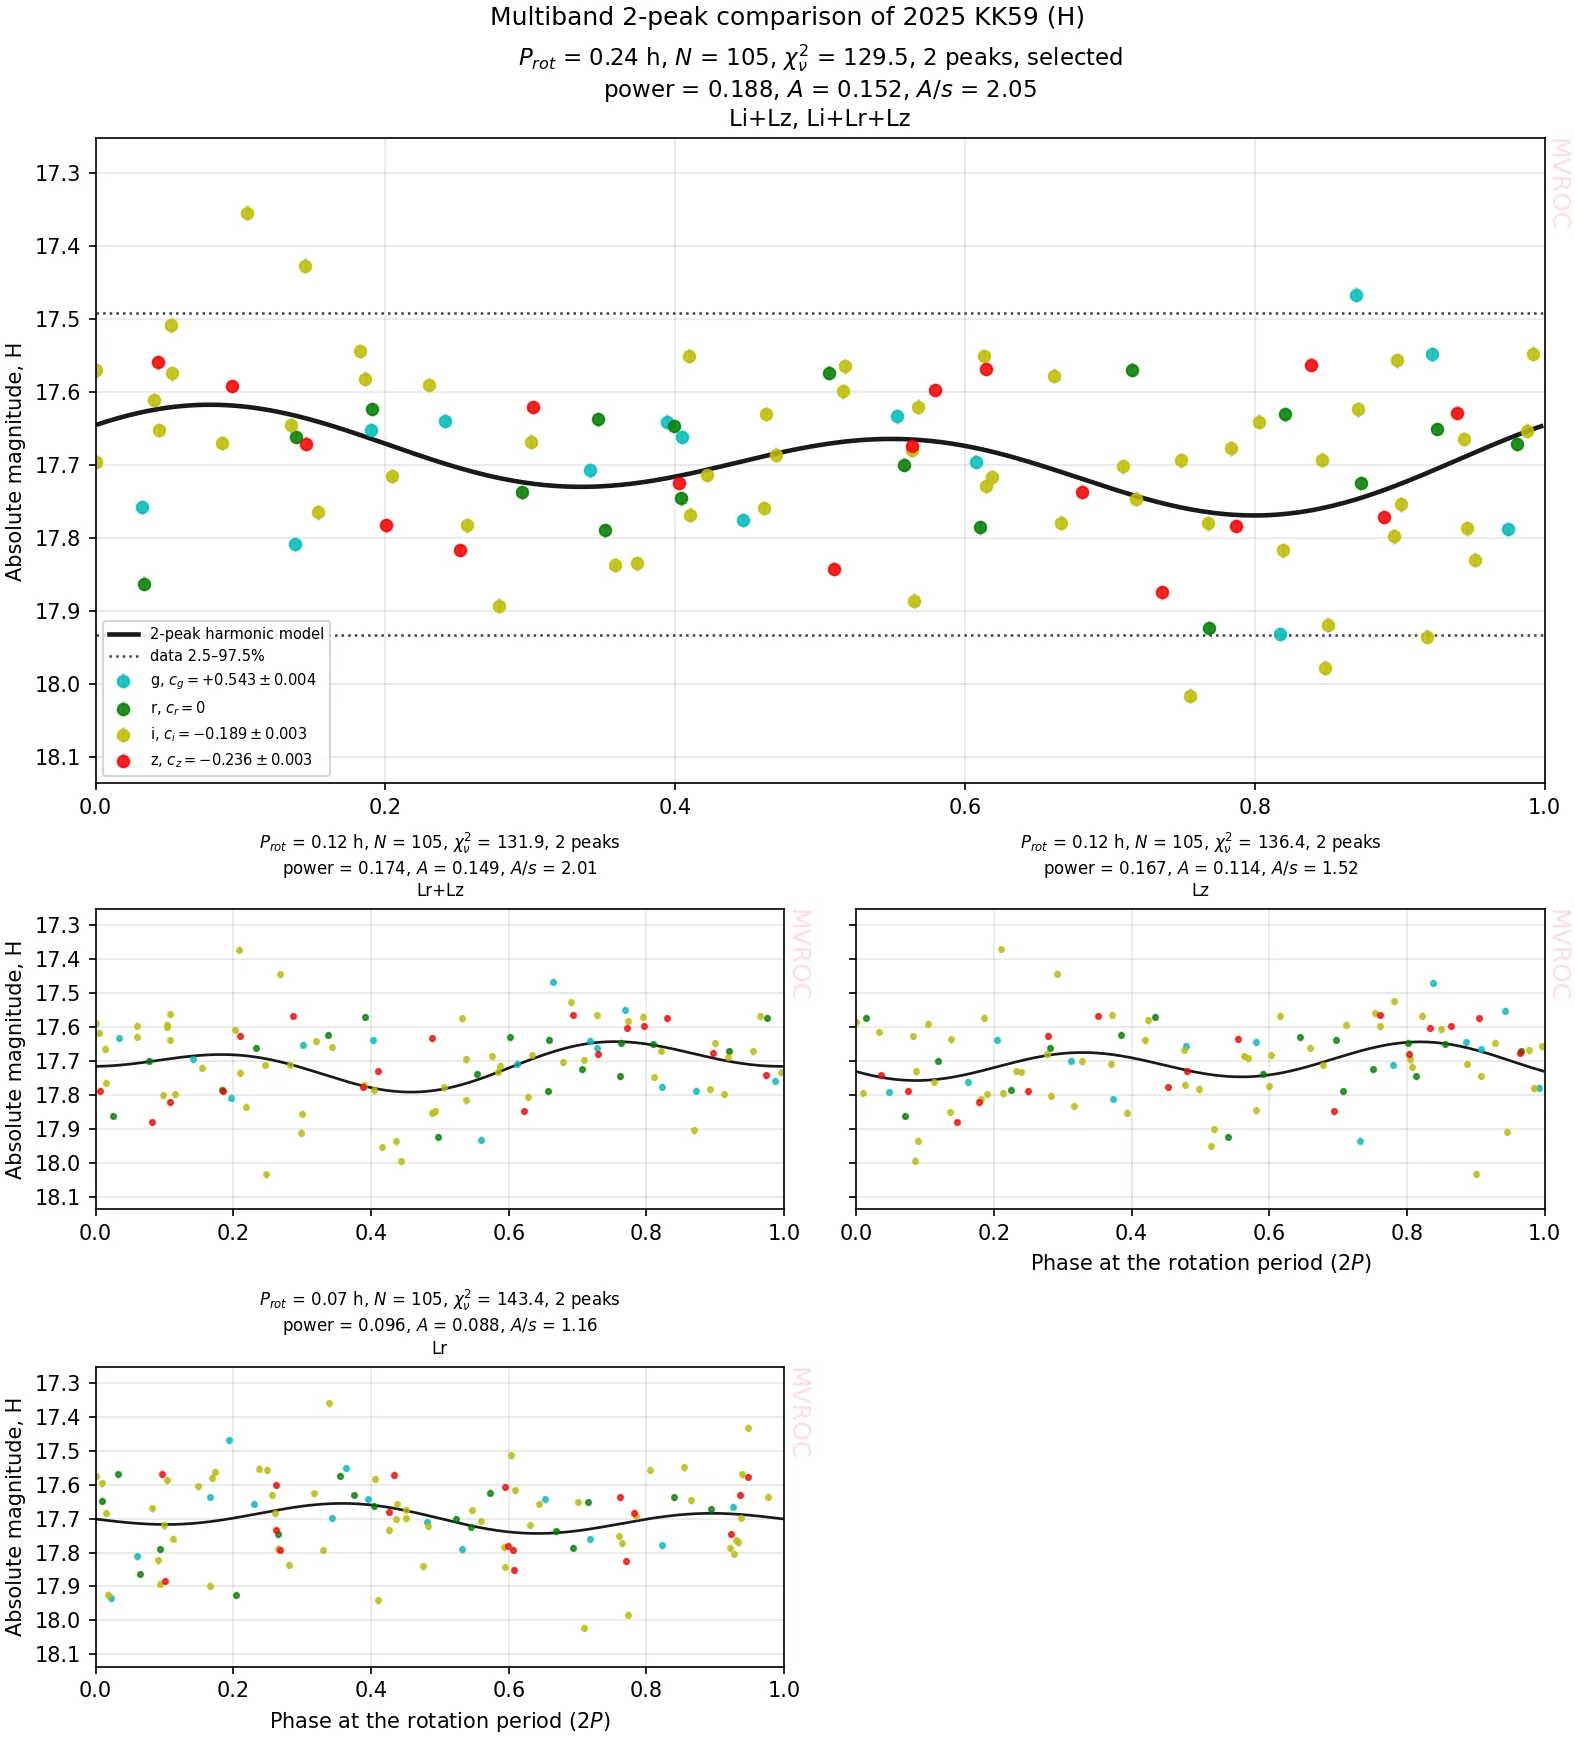 Multiband 2-peak comparison of 2025 KK59 (H)
P_rot = 0.24 h, N = 105, χ²_ν = 129.5, 2 peaks, selected
power = 0.188, A = 0.152, A/s = 2.05
Li+Lz, Li+Lr+Lz
MVROC
Absolute magnitude, H
17.3
17.4
17.5
17.6
17.7
17.8
17.9
18.0
18.1
2-peak harmonic model
data 2.5–97.5%
g, c_g = +0.543 ± 0.004
r, c_r = 0
i, c_i = −0.189 ± 0.003
z, c_z = −0.236 ± 0.003
0.0 0.2 0.4 0.6 0.8 1.0
P_rot = 0.12 h, N = 105, χ²_ν = 131.9, 2 peaks
power = 0.174, A = 0.149, A/s = 2.01
Lr+Lz
MVROC
Absolute magnitude, H
17.3
17.4
17.5
17.6
17.7
17.8
17.9
18.0
18.1
0.0 0.2 0.4 0.6 0.8 1.0
P_rot = 0.12 h, N = 105, χ²_ν = 136.4, 2 peaks
power = 0.167, A = 0.114, A/s = 1.52
Lz
MVROC
0.0 0.2 0.4 0.6 0.8 1.0
Phase at the rotation period (2P)
P_rot = 0.07 h, N = 105, χ²_ν = 143.4, 2 peaks
power = 0.096, A = 0.088, A/s = 1.16
Lr
MVROC
Absolute magnitude, H
17.3
17.4
17.5
17.6
17.7
17.8
17.9
18.0
18.1
0.0 0.2 0.4 0.6 0.8 1.0
Phase at the rotation period (2P)